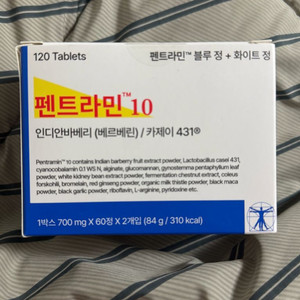 120 Tablets
펜트라민™ 블루 정 + 화이트 정
펜트라민™ 10
인디안바베리 (베르베린) / 카제이 431®
Pentramin™10 contains Indian barberry fruit extract powder, Lactobacillus casei 431,
cyanocobalamin 0.1 WS N, alginate, glucomannan, gynostemma pentaphyllum leaf
powder, white kidney bean extract powder, fermentation chestnut extract, coleus
forskohlii, bromelain, red ginseng powder, organic milk thistle powder, black maca
powder, black garlic powder, riboflavin, L-arginine, pyridoxine etc.
1박스 700 mg X 60정 X 2개입 (84 g / 310 kcal)